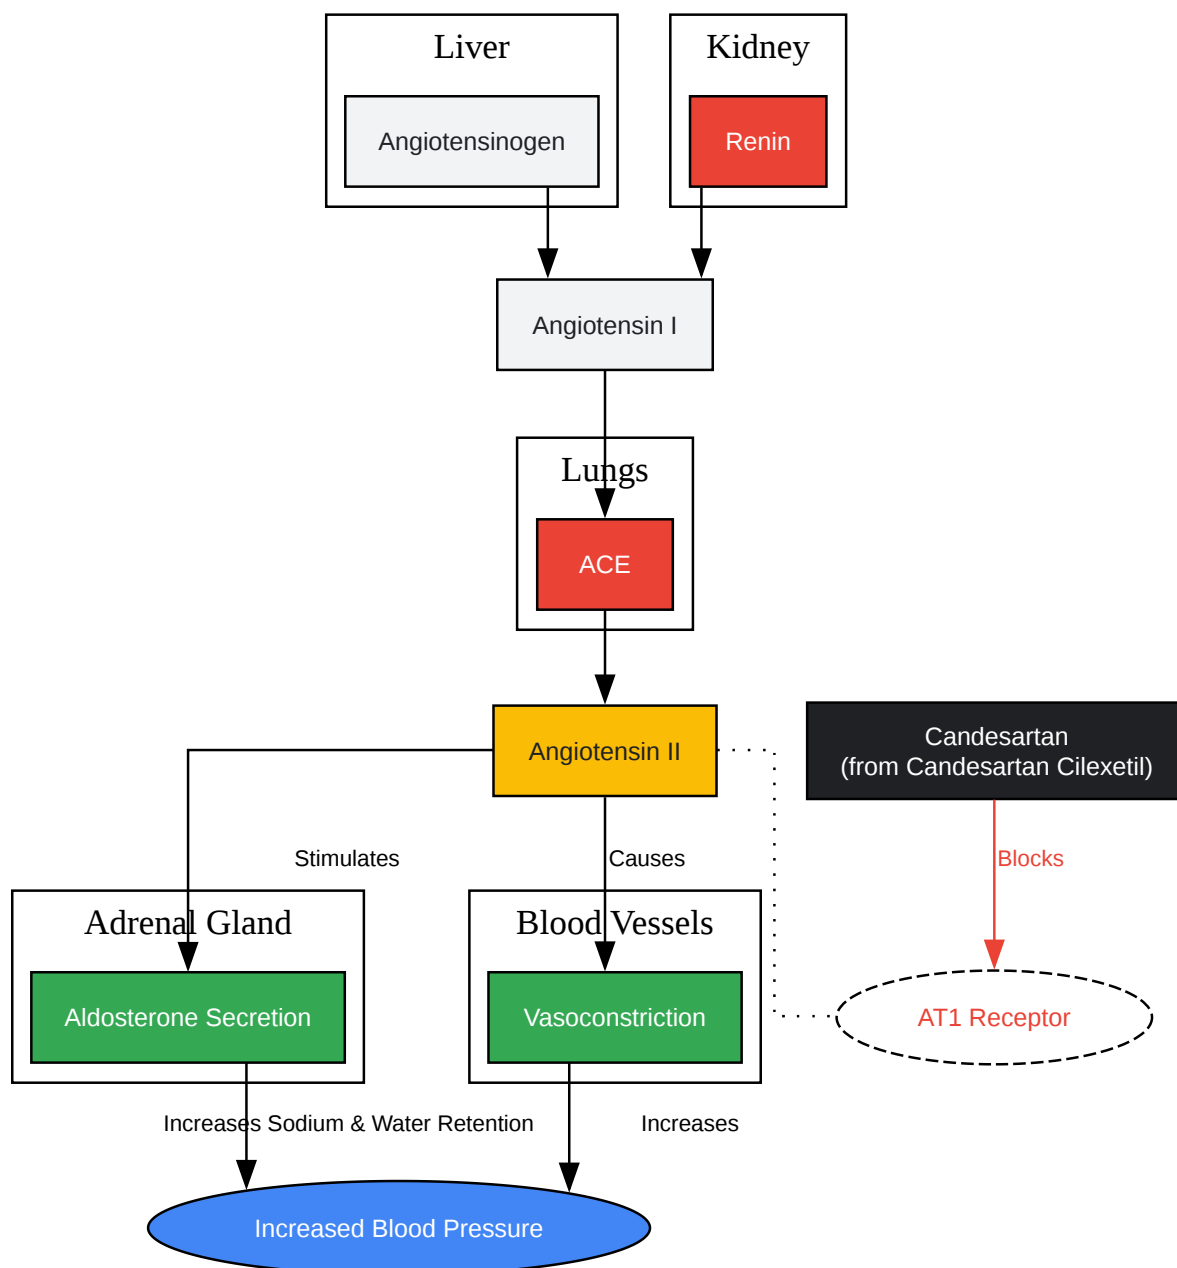 Liver
Kidney
Angiotensinogen
Renin
Angiotensin I
Lungs
ACE
Angiotensin II
Candesartan
(from Candesartan Cilexetil)
Stimulates
Causes
Blocks
Adrenal Gland
Blood Vessels
Aldosterone Secretion
Vasoconstriction
AT1 Receptor
Increases Sodium & Water Retention
Increases
Increased Blood Pressure